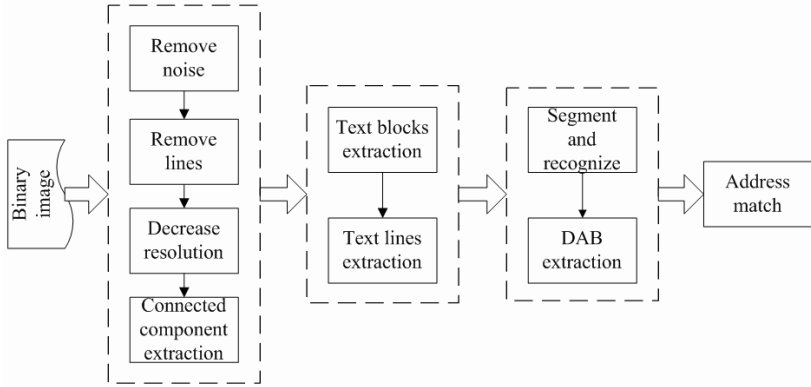 Binary
image
Remove
noise
Remove
lines
Decrease
resolution
Connected
component
extraction
Text blocks
extraction
Text lines
extraction
Segment
and
recognize
DAB
extraction
Address
match